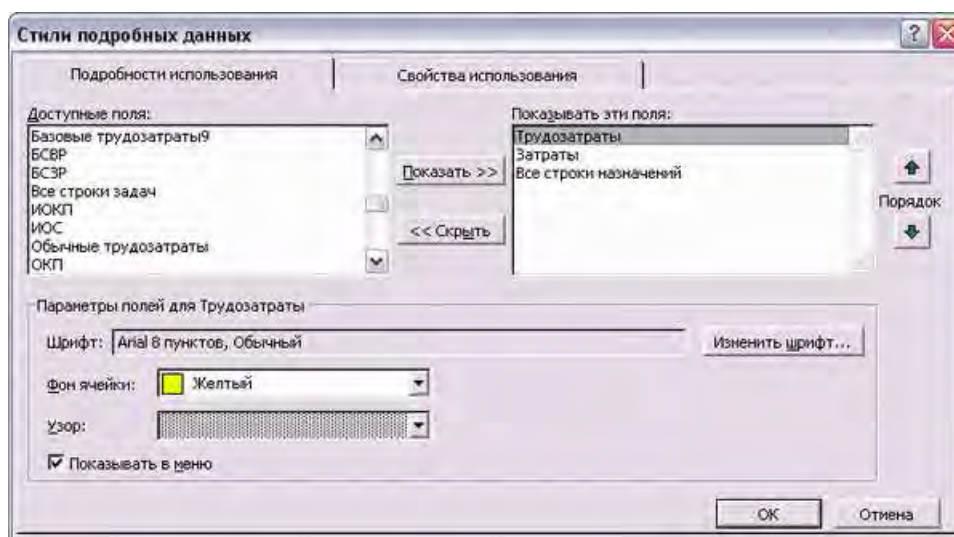 Стили подробных данных
Подробности использования
Свойства использования
Доступные поля:
Базовые трудозатраты9
БСВР
БСЗР
Все строки задач
ИОКП
ИОС
Обычные трудозатраты
ОКП
Показать >>
<< Скрыть
Показывать эти поля:
Трудозатраты
Затраты
Все строки назначений
Порядок
Параметры полей для Трудозатраты
Шрифт: Arial 8 пунктов, Обычный
Изменить шрифт...
Фон ячейки: Желтый
Узор:
Показывать в меню
ОК
Отмена